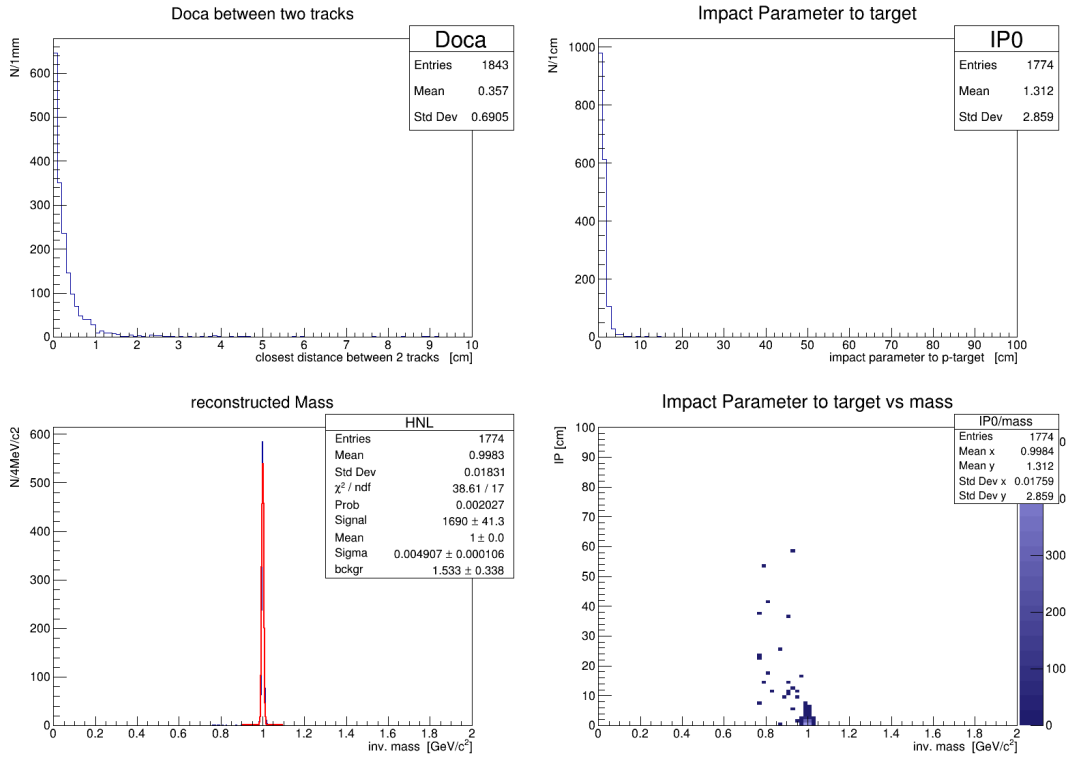 Doca between two tracks
N/1mm
Doca
Entries 1843
Mean 0.357
Std Dev 0.6905
600
500
400
300
200
100
0
0 1 2 3 4 5 6 7 8 9 10
closest distance between 2 tracks [cm]
Impact Parameter to target
N/1cm
IP0
Entries 1774
Mean 1.312
Std Dev 2.859
1000
800
600
400
200
0
0 10 20 30 40 50 60 70 80 90 100
impact parameter to p-target [cm]
reconstructed Mass
N/4MeV/c2
HNL
Entries 1774
Mean 0.9983
Std Dev 0.01831
χ² / ndf 38.61 / 17
Prob 0.002027
Signal 1690 ± 41.3
Mean 1 ± 0.0
Sigma 0.004907 ± 0.000106
bckgr 1.533 ± 0.338
600
500
400
300
200
100
0
0 0.2 0.4 0.6 0.8 1 1.2 1.4 1.6 1.8 2
inv. mass [GeV/c²]
Impact Parameter to target vs mass
IP [cm]
IP0/mass
Entries 1774
Mean x 0.9984
Mean y 1.312
Std Dev x 0.01759
Std Dev y 2.859
100
90
80
70
60
50
40
30
20
10
0
0 0.2 0.4 0.6 0.8 1 1.2 1.4 1.6 1.8 2
inv. mass [GeV/c²]
0
0
300
200
100
0